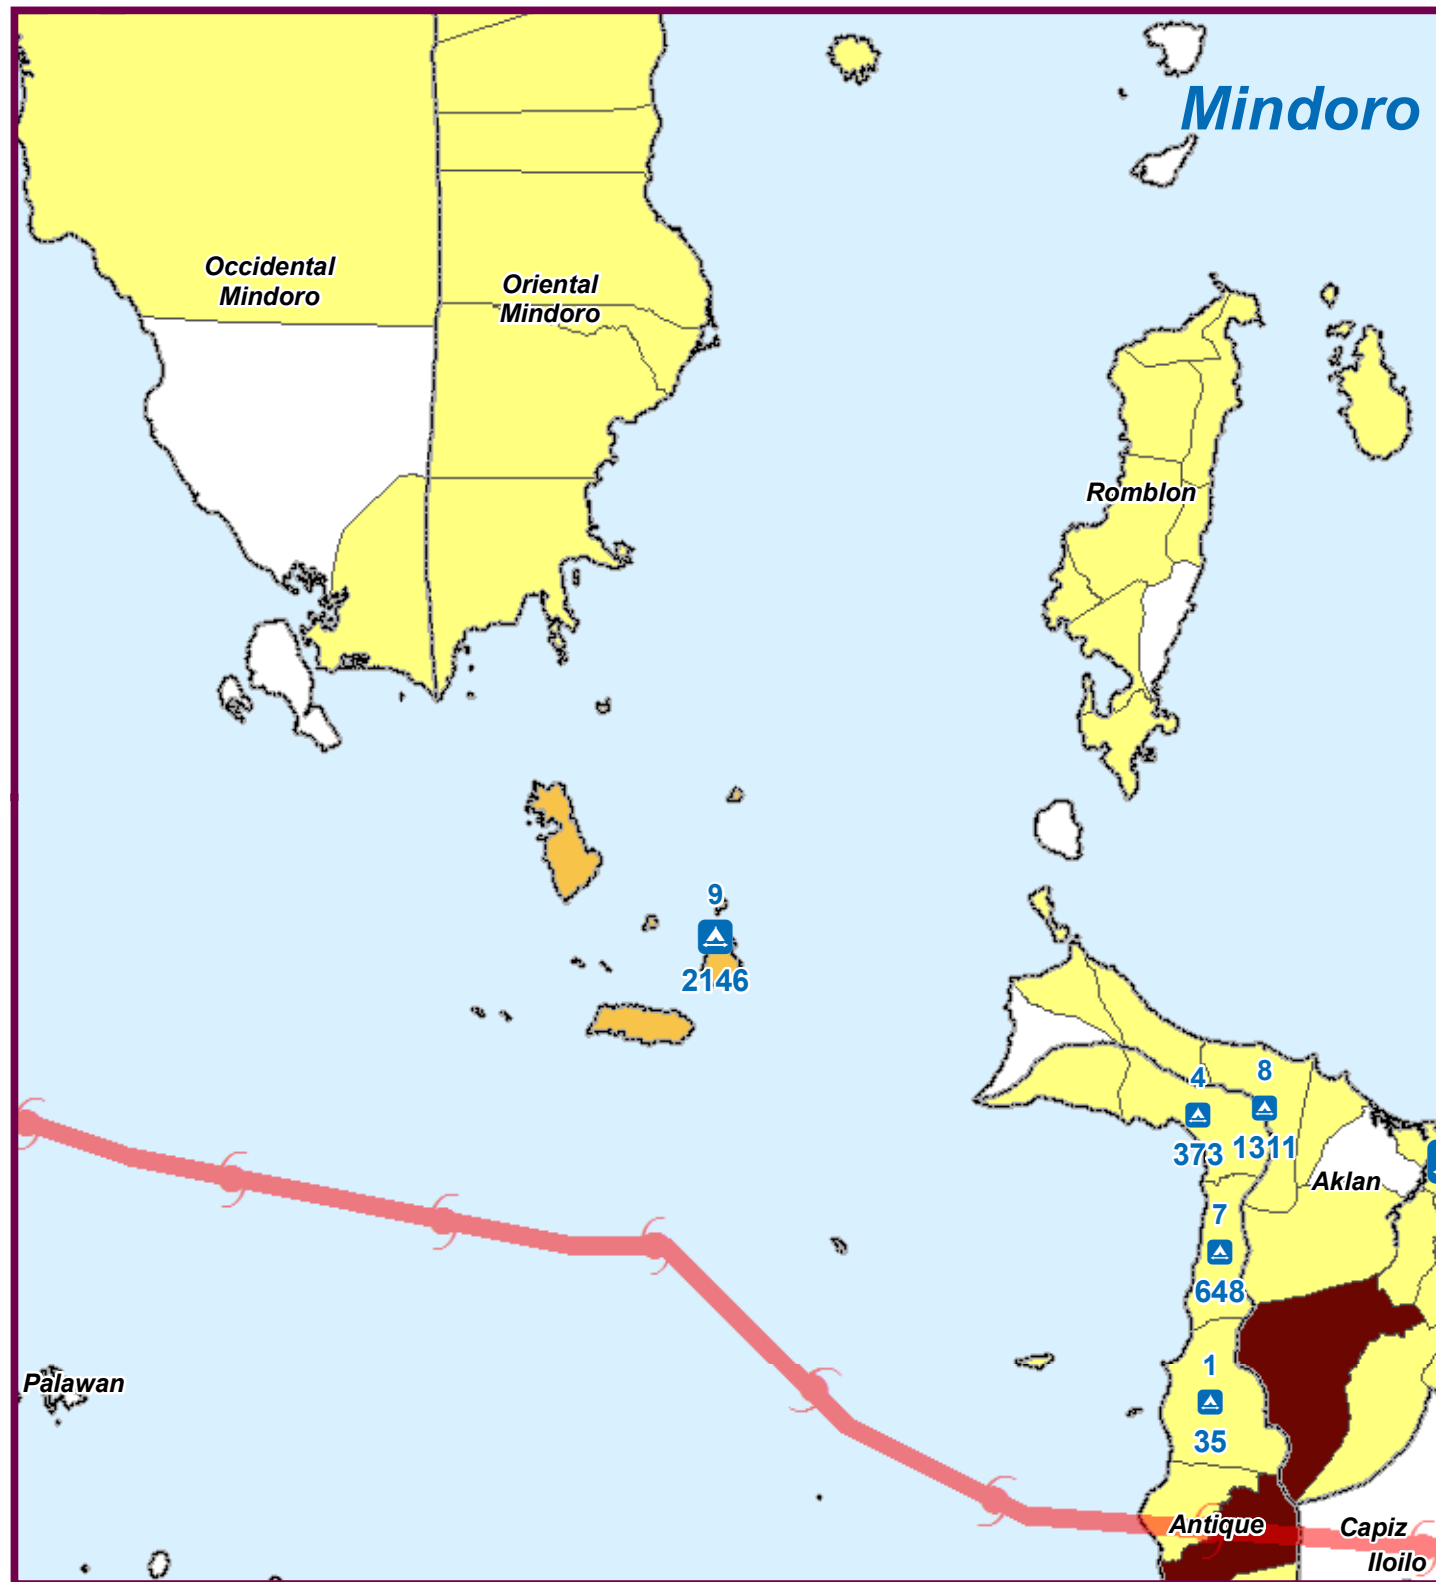 Mindoro
Occidental
Mindoro
Oriental
Mindoro
Romblon
9
2146
4
373
8
1311
Aklan
7
648
1
35
Palawan
Antique
Capiz
Iloilo